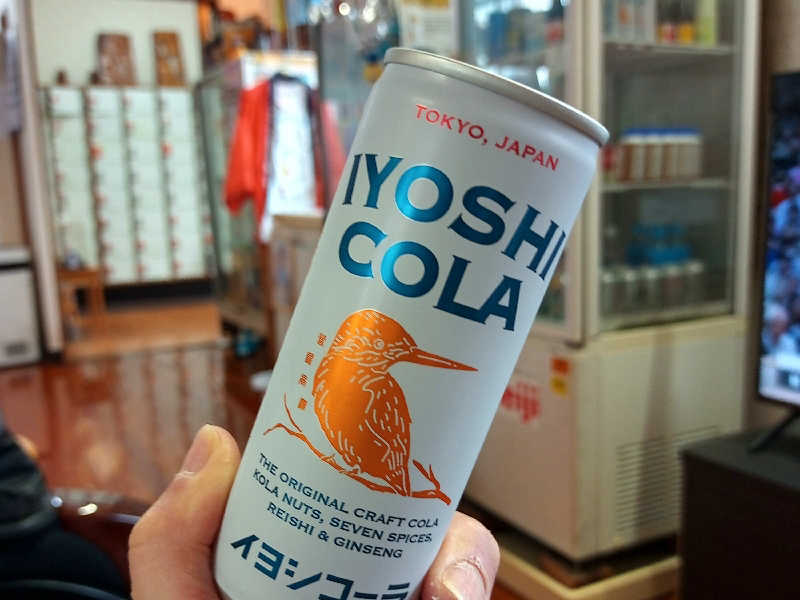 TOKYO, JAPAN
IYOSHI
COLA
THE ORIGINAL CRAFT COLA
KOLA NUTS, SEVEN SPICES,
REISHI & GINSENG
イヨシコーラ
meiji